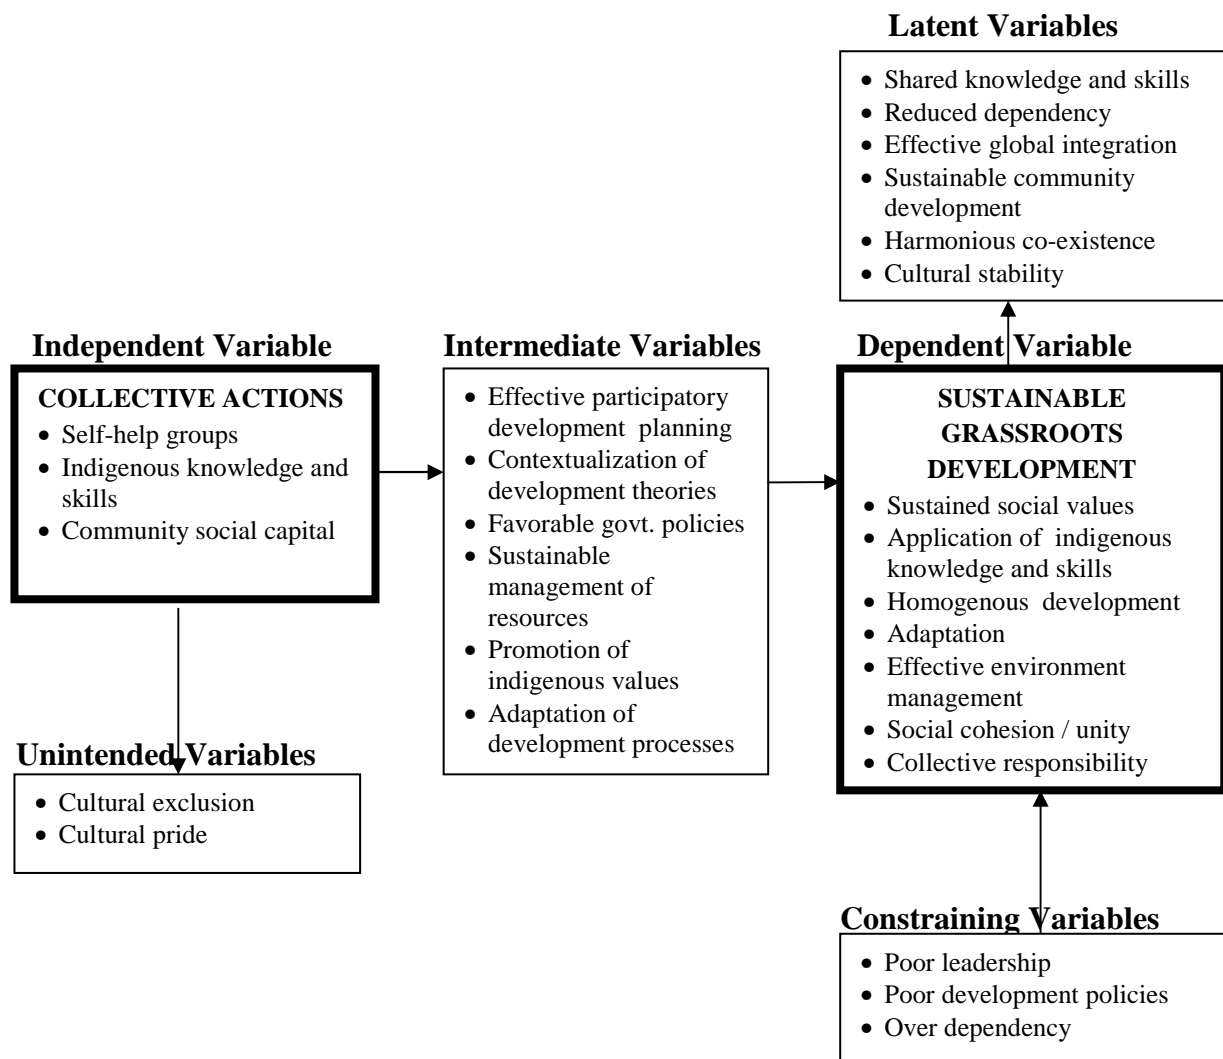 Latent Variables
• Shared knowledge and skills
• Reduced dependency
• Effective global integration
• Sustainable community
development
• Harmonious co-existence
• Cultural stability
Independent Variable
COLLECTIVE ACTIONS
• Self-help groups
• Indigenous knowledge and
skills
• Community social capital
Intermediate Variables
• Effective participatory
development planning
• Contextualization of
development theories
• Favorable govt. policies
• Sustainable
management of
resources
• Promotion of
indigenous values
• Adaptation of
development processes
Dependent Variable
SUSTAINABLE
GRASSROOTS
DEVELOPMENT
• Sustained social values
• Application of indigenous
knowledge and skills
• Homogenous development
• Adaptation
• Effective environment
management
• Social cohesion / unity
• Collective responsibility
Unintended Variables
• Cultural exclusion
• Cultural pride
Constraining Variables
• Poor leadership
• Poor development policies
• Over dependency